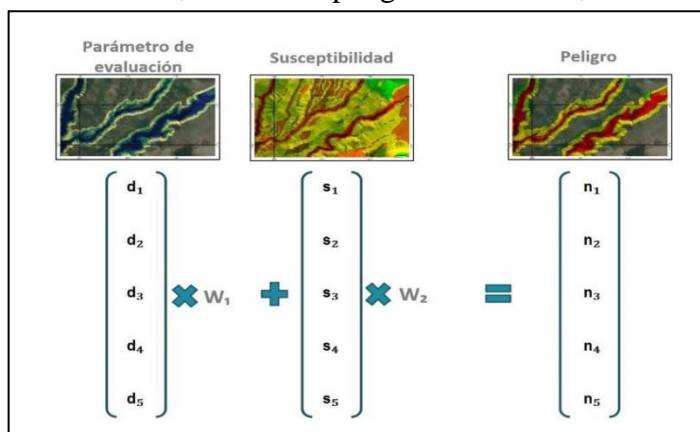 Parámetro de
evaluación
Susceptibilidad
Peligro
d₁ s₁ n₁
d₂ s₂ n₂
d₃ × W₁ + s₃ × W₂ = n₃
d₄ s₄ n₄
d₅ s₅ n₅